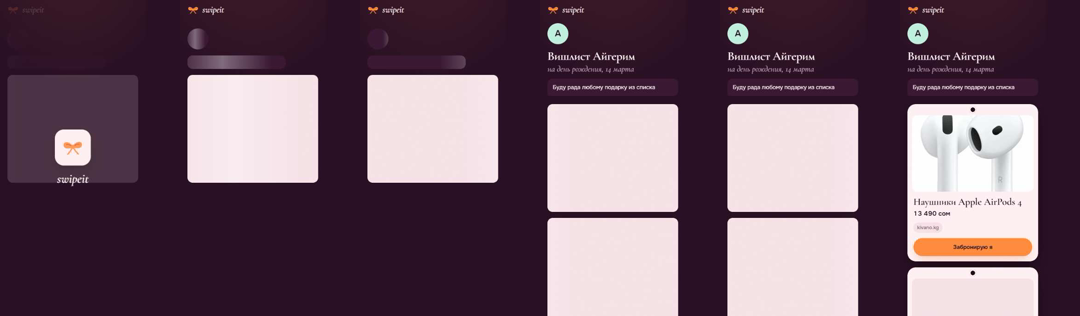 swipeit
swipeit
swipeit
swipeit
A
Вишлист Айгерим
на день рождения, 14 марта
Буду рада любому подарку из списка
swipeit
A
Вишлист Айгерим
на день рождения, 14 марта
Буду рада любому подарку из списка
swipeit
A
Вишлист Айгерим
на день рождения, 14 марта
Буду рада любому подарку из списка
Наушники Apple AirPods 4
13 490 сом
kivano.kg
Забронирую я
swipeit